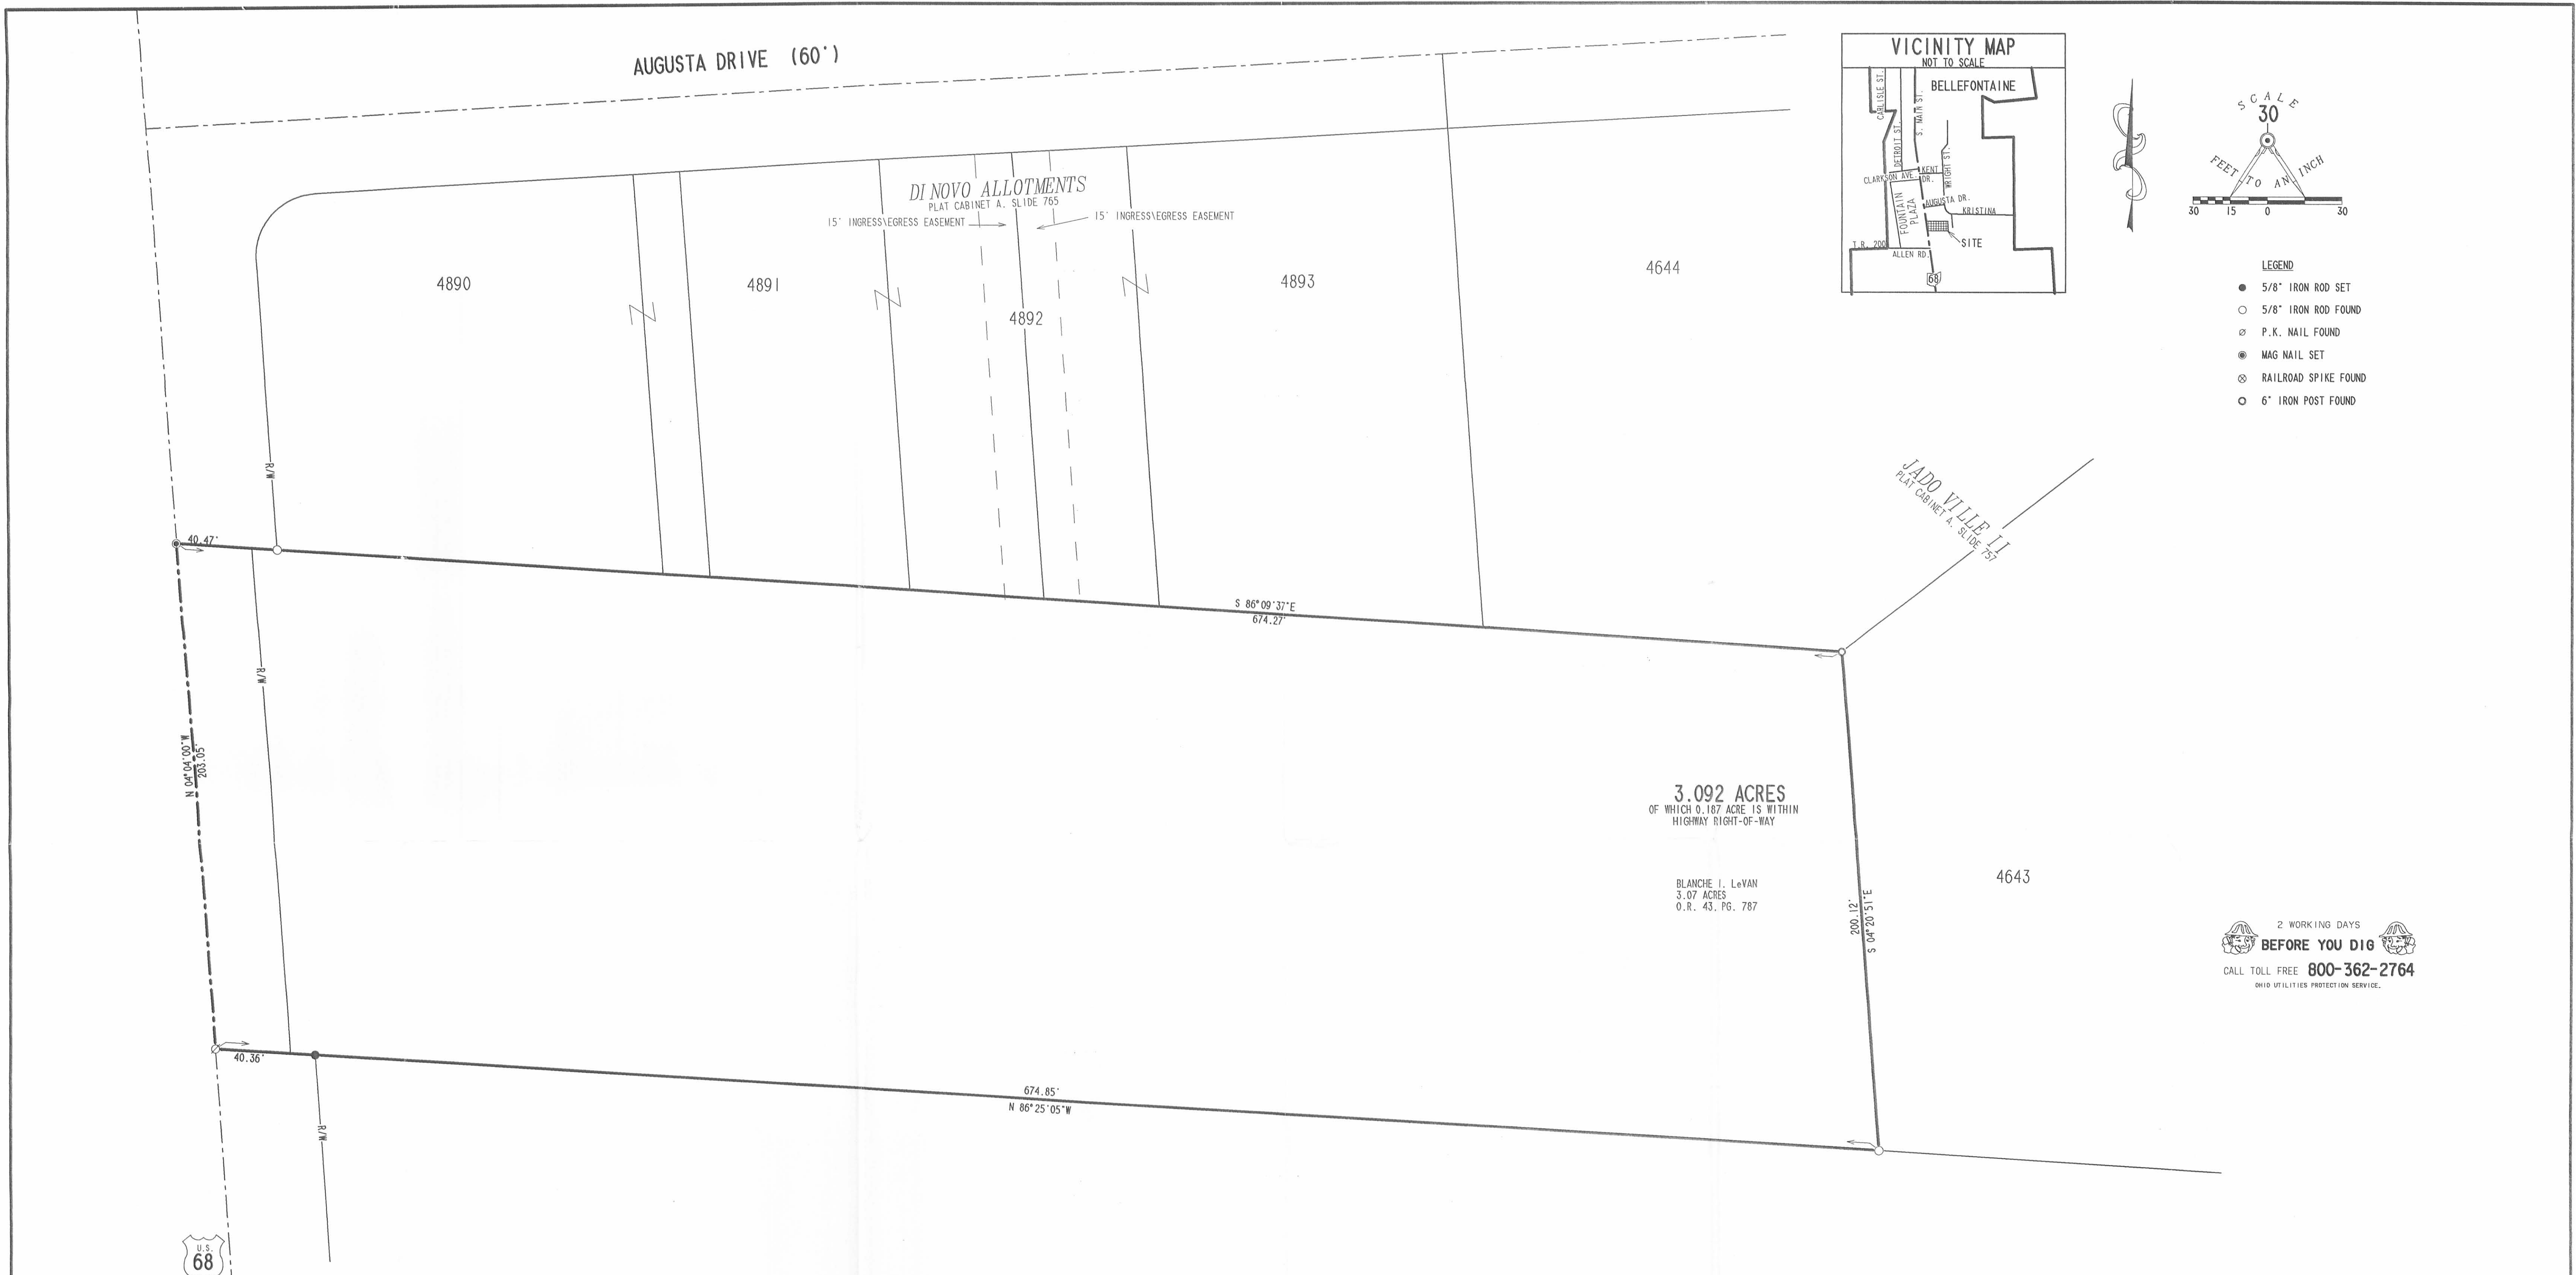 AUGUSTA DRIVE (60')
DI NOVO ALLOTMENTS
PLAT CABINET A, SLIDE 765
15' INGRESS\EGRESS EASEMENT
15' INGRESS\EGRESS EASEMENT
4890
4891
4892
4893
4644
R/W
40.47'
S 86°09'37"E
674.27'
R/W
N 04°04'00"W
203.05'
3.092 ACRES
OF WHICH 0.187 ACRE IS WITHIN
HIGHWAY RIGHT-OF-WAY
BLANCHE I. LeVAN
3.07 ACRES
O.R. 43, PG. 787
200.12'
S 04°20'51"E
4643
40.36'
674.85'
N 86°25'05"W
R/W
U.S.
68
JADO VILLE II
PLAT CABINET A, SLIDE 757
VICINITY MAP
NOT TO SCALE
BELLEFONTAINE
CARLISLE ST.
DETROIT ST.
S. MAIN ST.
WRIGHT ST.
CLARKSON AVE.
KENT
DR.
FOUNTAIN
PLAZA
AUGUSTA DR.
KRISTINA
SITE
T.R. 200
ALLEN RD.
68
SCALE
30
FEET TO AN INCH
30 15 0 30
LEGEND
5/8" IRON ROD SET
5/8" IRON ROD FOUND
P.K. NAIL FOUND
MAG NAIL SET
RAILROAD SPIKE FOUND
6" IRON POST FOUND
2 WORKING DAYS
BEFORE YOU DIG
CALL TOLL FREE 800-362-2764
OHIO UTILITIES PROTECTION SERVICE.